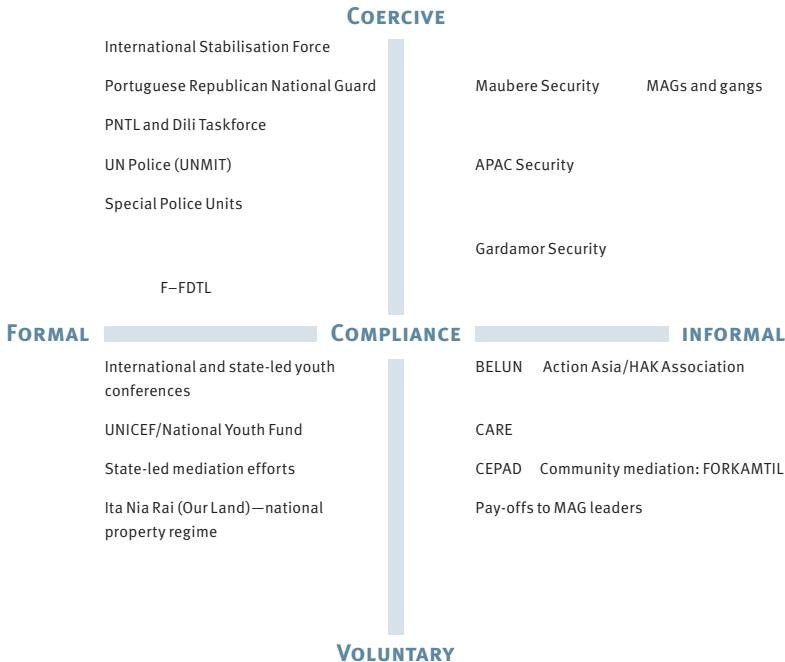 COERCIVE
International Stabilisation Force
Portuguese Republican National Guard
Maubere Security MAGs and gangs
PNTL and Dili Taskforce
UN Police (UNMIT)
APAC Security
Special Police Units
Gardamor Security
F–FDTL
FORMAL COMPLIANCE INFORMAL
International and state-led youth
conferences
BELUN Action Asia/HAK Association
UNICEF/National Youth Fund
CARE
State-led mediation efforts
CEPAD Community mediation: FORKAMTIL
Ita Nia Rai (Our Land)—national
property regime
Pay-offs to MAG leaders
VOLUNTARY